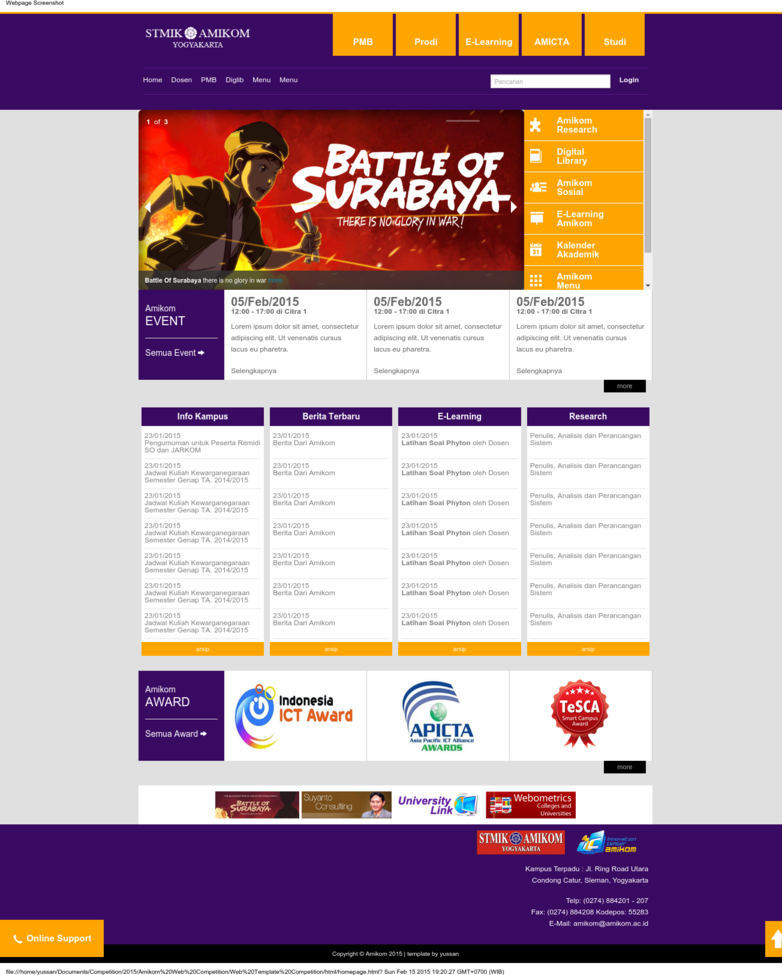 Webpage Screenshot
STMIK AMIKOM
YOGYAKARTA
PMB
Prodi
E-Learning
AMICTA
Studi
Home Dosen PMB Diglib Menu Menu
Pencarian
Login
1 of 3
BATTLE OF
SURABAYA
THERE IS NO GLORY IN WAR!
Battle Of Surabaya there is no glory in war
Amikom
Research
Digital
Library
Amikom
Sosial
E-Learning
Amikom
31
Kalender
Akademik
Amikom
Menu
Amikom
EVENT
Semua Event
05/Feb/2015
12:00 - 17:00 di Citra 1
Lorem ipsum dolor sit amet, consectetur
adipiscing elit. Ut venenatis cursus
lacus eu pharetra.
Selengkapnya
05/Feb/2015
12:00 - 17:00 di Citra 1
Lorem ipsum dolor sit amet, consectetur
adipiscing elit. Ut venenatis cursus
lacus eu pharetra.
Selengkapnya
05/Feb/2015
12:00 - 17:00 di Citra 1
Lorem ipsum dolor sit amet, consectetur
adipiscing elit. Ut venenatis cursus
lacus eu pharetra.
Selengkapnya
more
Info Kampus
23/01/2015
Pengumuman untuk Peserta Remidi
SO dan JARKOM
23/01/2015
Jadwal Kuliah Kewarganegaraan
Semester Genap TA. 2014/2015
23/01/2015
Jadwal Kuliah Kewarganegaraan
Semester Genap TA. 2014/2015
23/01/2015
Jadwal Kuliah Kewarganegaraan
Semester Genap TA. 2014/2015
23/01/2015
Jadwal Kuliah Kewarganegaraan
Semester Genap TA. 2014/2015
23/01/2015
Jadwal Kuliah Kewarganegaraan
Semester Genap TA. 2014/2015
23/01/2015
Jadwal Kuliah Kewarganegaraan
Semester Genap TA. 2014/2015
arsip
Berita Terbaru
23/01/2015
Berita Dari Amikom
23/01/2015
Berita Dari Amikom
23/01/2015
Berita Dari Amikom
23/01/2015
Berita Dari Amikom
23/01/2015
Berita Dari Amikom
23/01/2015
Berita Dari Amikom
23/01/2015
Berita Dari Amikom
arsip
E-Learning
23/01/2015
Latihan Soal Phyton oleh Dosen
23/01/2015
Latihan Soal Phyton oleh Dosen
23/01/2015
Latihan Soal Phyton oleh Dosen
23/01/2015
Latihan Soal Phyton oleh Dosen
23/01/2015
Latihan Soal Phyton oleh Dosen
23/01/2015
Latihan Soal Phyton oleh Dosen
23/01/2015
Latihan Soal Phyton oleh Dosen
arsip
Research
Penulis, Analisis dan Perancangan
Sistem
Penulis, Analisis dan Perancangan
Sistem
Penulis, Analisis dan Perancangan
Sistem
Penulis, Analisis dan Perancangan
Sistem
Penulis, Analisis dan Perancangan
Sistem
Penulis, Analisis dan Perancangan
Sistem
Penulis, Analisis dan Perancangan
Sistem
arsip
Amikom
AWARD
Semua Award
Indonesia
ICT Award
APICTA
Asia Pacific ICT Alliance
AWARDS
TeSCA
Smart Campus
Award
more
BATTLE OF
SURABAYA
Suyanto
Consulting
University
Link
Webometrics
Colleges and
Universities
STMIK AMIKOM
YOGYAKARTA
innovation
center
amikom
Kampus Terpadu : Jl. Ring Road Utara
Condong Catur, Sleman, Yogyakarta
Telp: (0274) 884201 - 207
Fax: (0274) 884208 Kodepos: 55283
E-Mail: amikom@amikom.ac.id
Online Support
Copyright © Amikom 2015 | template by yussan
file:///home/yussan/Documents/Competition/2015/Amikom%20Web%20Competition/Web%20Template%20Competition/html/homepage.html? Sun Feb 15 2015 19:20:27 GMT+0700 (WIB)